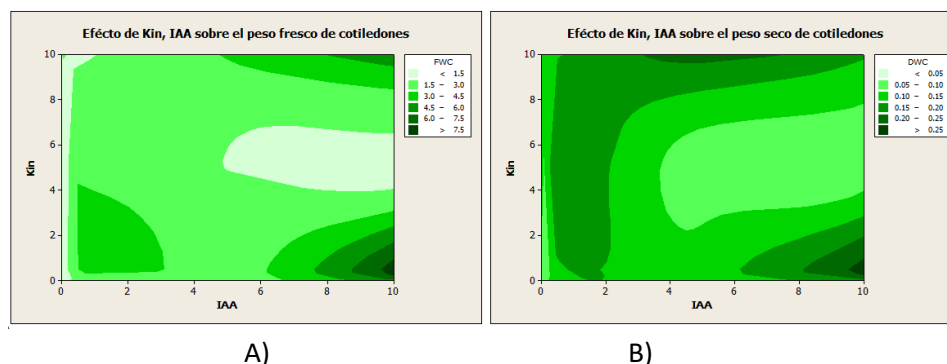 Efécto de Kin, IAA sobre el peso fresco de cotiledones
FWC
< 1.5
1.5 – 3.0
3.0 – 4.5
4.5 – 6.0
6.0 – 7.5
> 7.5
10
8
6
4
2
0
Kin
0 2 4 6 8 10
IAA
A)
Efécto de Kin, IAA sobre el peso seco de cotiledones
DWC
< 0.05
0.05 – 0.10
0.10 – 0.15
0.15 – 0.20
0.20 – 0.25
> 0.25
10
8
6
4
2
0
Kin
0 2 4 6 8 10
IAA
B)